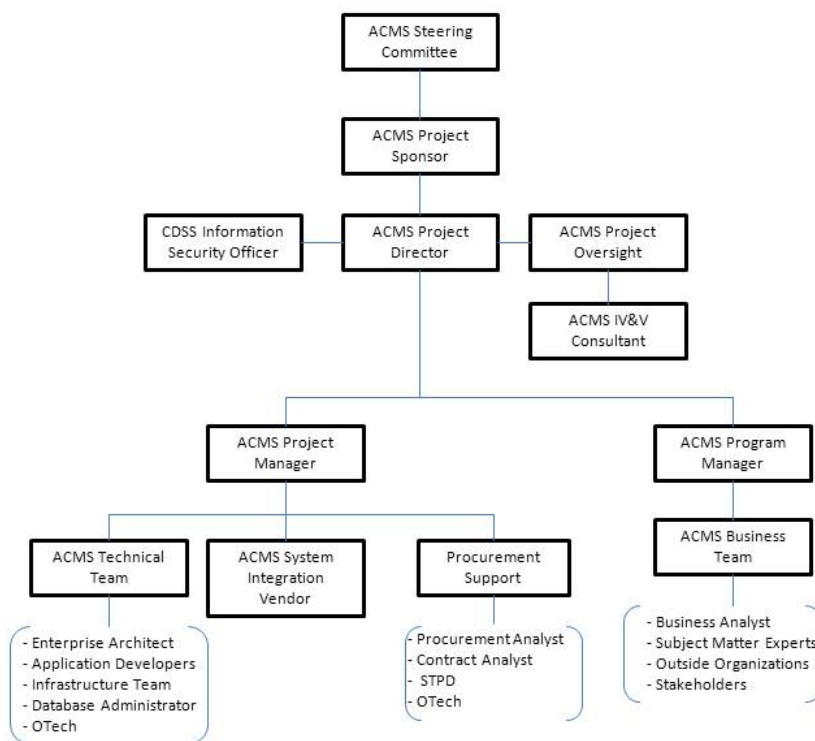 ACMS Steering
Committee
ACMS Project
Sponsor
CDSS Information
Security Officer
ACMS Project
Director
ACMS Project
Oversight
ACMS IV&V
Consultant
ACMS Project
Manager
ACMS Program
Manager
ACMS Technical
Team
ACMS System
Integration
Vendor
Procurement
Support
ACMS Business
Team
- Enterprise Architect
- Application Developers
- Infrastructure Team
- Database Administrator
- OTech
- Procurement Analyst
- Contract Analyst
- STPD
- OTech
- Business Analyst
- Subject Matter Experts
- Outside Organizations
- Stakeholders